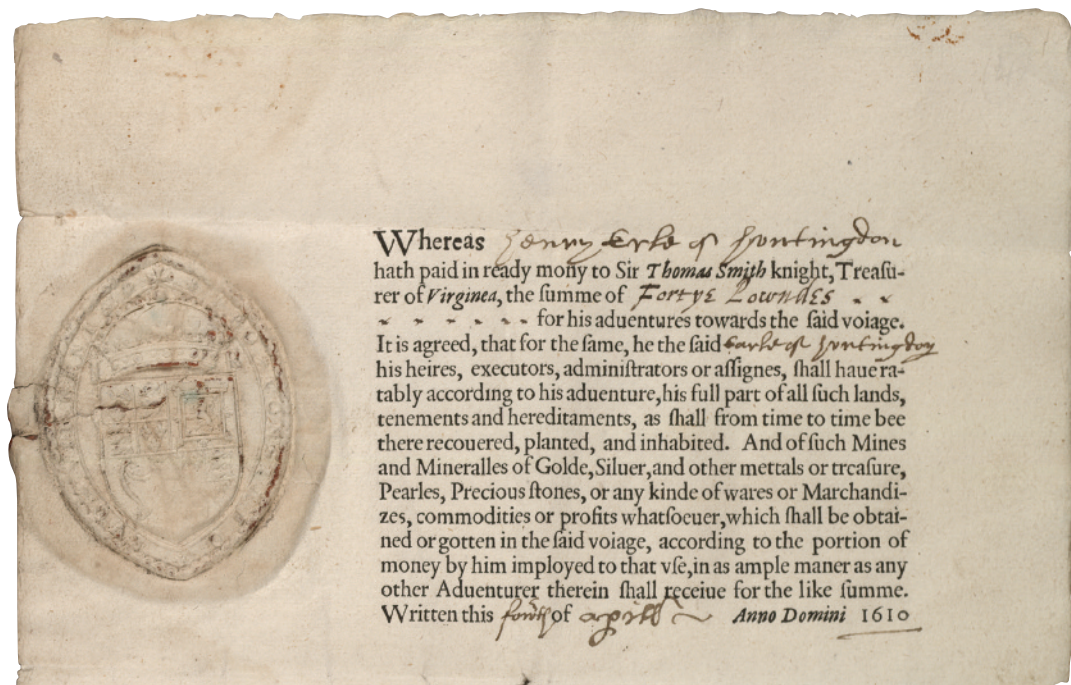 Whereas henry Erle of Huntingdon
hath paid in ready mony to Sir Thomas Smith knight, Treaſu-
rer of Virginea, the ſumme of Fortye Powndes - -
- - - - - - for his aduentures towards the ſaid voiage.
It is agreed, that for the ſame, he the ſaid Earle of Huntingdon
his heires, executors, adminiſtrators or aſſignes, ſhall haue ra-
tably according to his aduenture, his full part of all ſuch lands,
tenements and hereditaments, as ſhall from time to time bee
there recouered, planted, and inhabited. And of ſuch Mines
and Mineralles of Golde, Siluer, and other mettals or treaſure,
Pearles, Precious ſtones, or any kinde of wares or Marchandi-
zes, commodities or profits whatſoeuer, which ſhall be obtai-
ned or gotten in the ſaid voiage, according to the portion of
money by him imployed to that vſe, in as ample maner as any
other Aduenturer therein ſhall receiue for the like ſumme.
Written this fowrth of aprill Anno Domini 1610